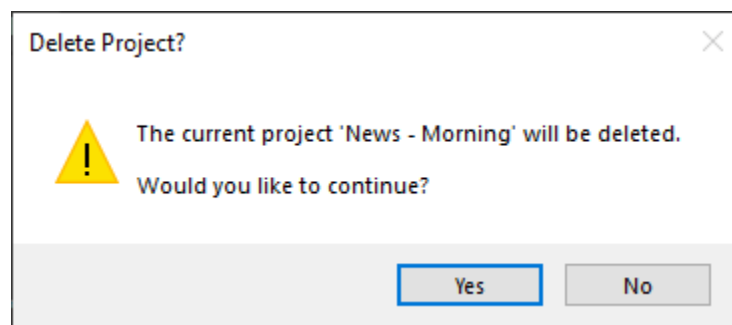 Delete Project?
The current project 'News - Morning' will be deleted.
Would you like to continue?
Yes
No